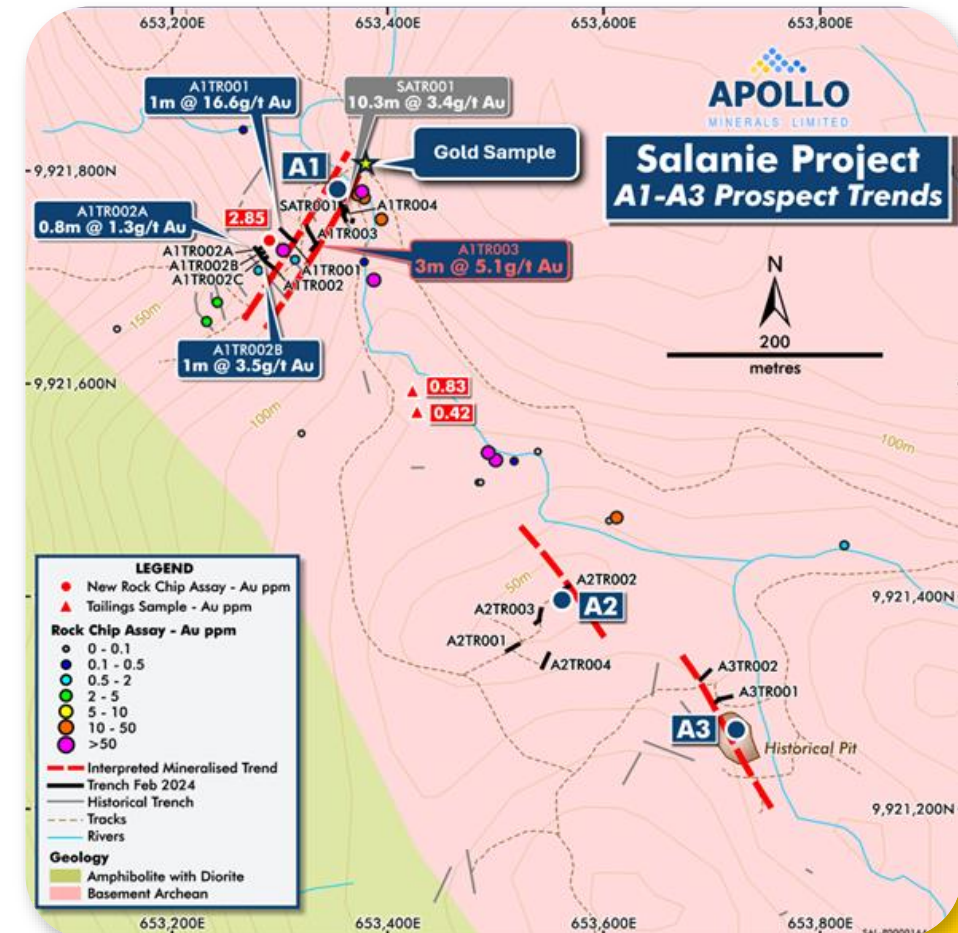 653,200E
653,400E
653,600E
653,800E
A1TR001
1m @ 16.6g/t Au
SATR001
10.3m @ 3.4g/t Au
APOLLO
MINERALS LIMITED
Salanie Project
A1-A3 Prospect Trends
Gold Sample
A1
9,921,800N
A1TR002A
0.8m @ 1.3g/t Au
2.85
SATR001
A1TR004
A1TR003
A1TR003
3m @ 5.1g/t Au
A1TR002A
A1TR002B
A1TR002C
A1TR001
A1TR002
N
200
metres
150m
A1TR002B
1m @ 3.5g/t Au
9,921,600N
0.83
0.42
100m
100m
50m
A2TR002
A2
A2TR003
A2TR001
A2TR004
9,921,400N
A3TR002
A3TR001
A3
Historical Pit
9,921,200N
LEGEND
New Rock Chip Assay - Au ppm
Tailings Sample - Au ppm
Rock Chip Assay - Au ppm
0 - 0.1
0.1 - 0.5
0.5 - 2
2 - 5
5 - 10
10 - 50
>50
Interpreted Mineralised Trend
Trench Feb 2024
Historical Trench
Tracks
Rivers
Geology
Amphibolite with Diorite
Basement Archean
653,200E
653,400E
653,600E
653,800E